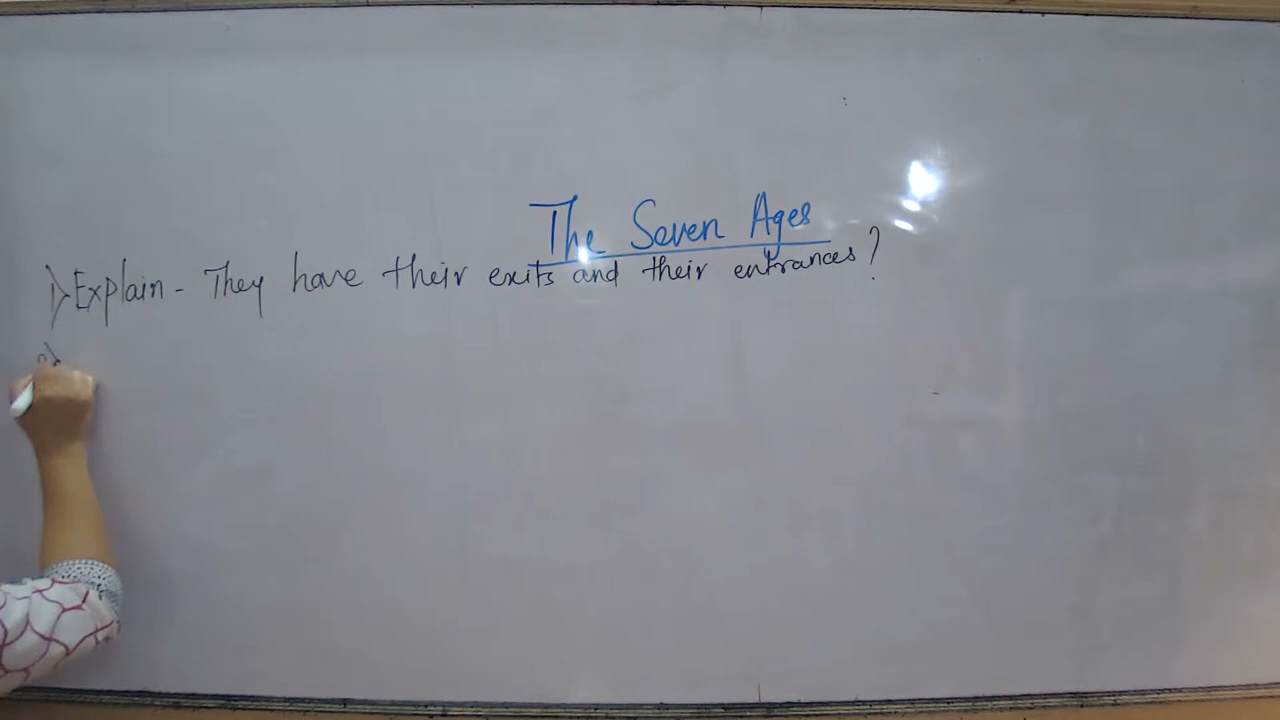 The Seven Ages
1) Explain - They have their exits and their entrances?